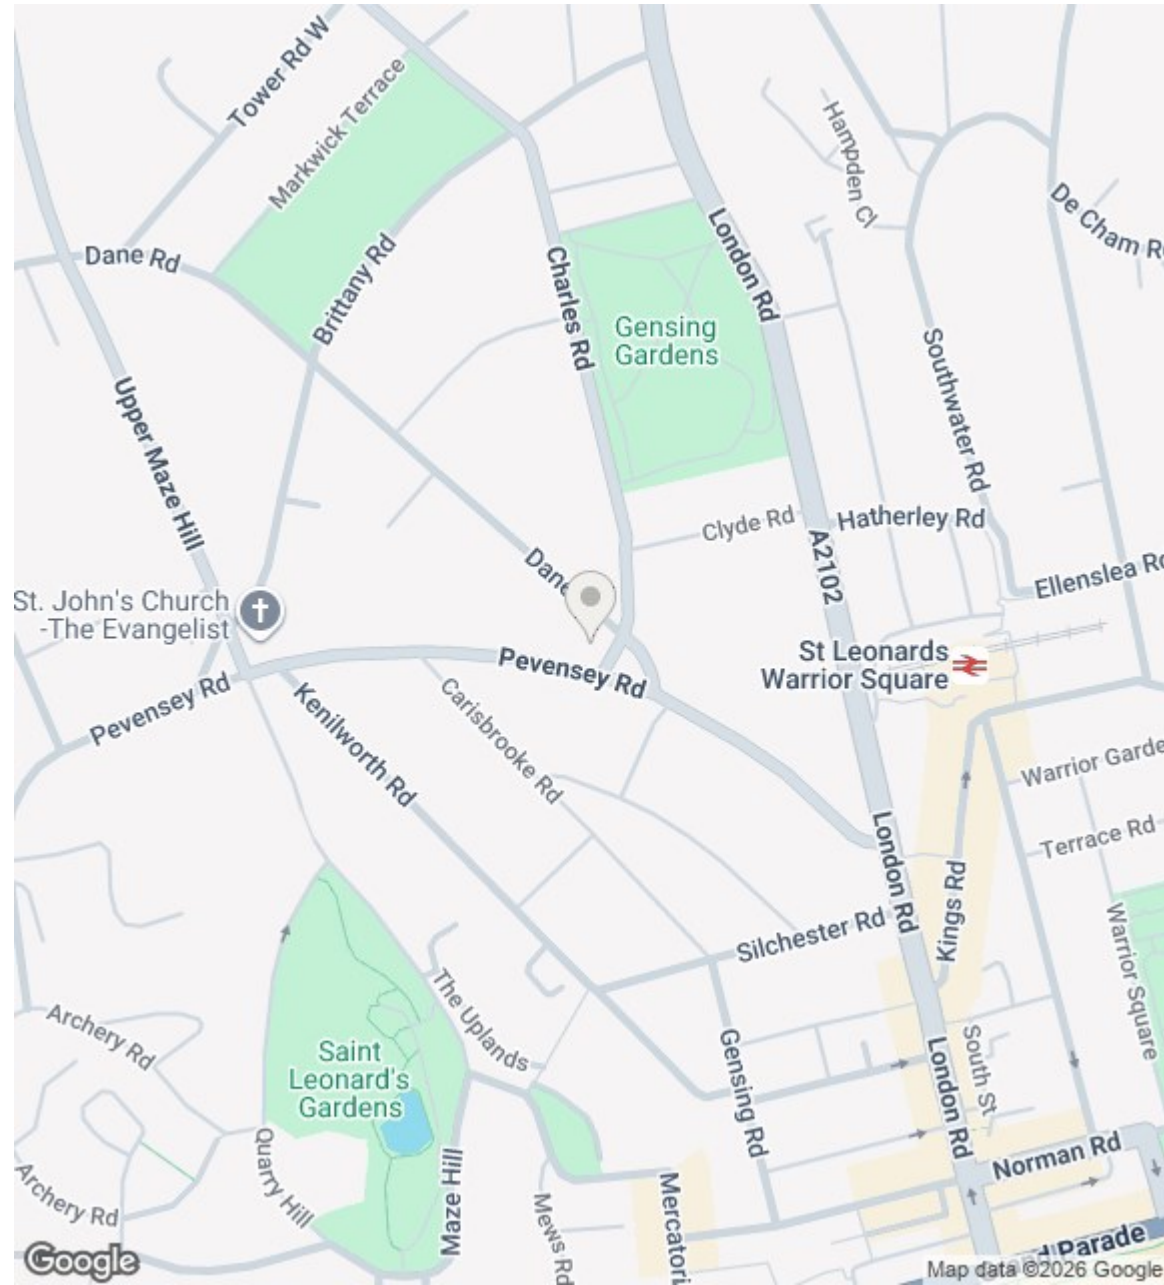 Tower Rd W
Markwick Terrace
Hampden Cl
De Cham R
Dane Rd
Brittany Rd
Charles Rd
London Rd
Gensing
Gardens
Southwater Rd
Upper Maze Hill
Clyde Rd
Hatherley Rd
A2102
Dane
Ellenslea Rd
St. John's Church
-The Evangelist
St Leonards
Warrior Square
Pevensey Rd
Pevensey Rd
Kenilworth Rd
Carisbrooke Rd
Warrior Garde
Terrace Rd
London Rd
Kings Rd
Silchester Rd
Warrior Square
The Uplands
Archery Rd
Saint
Leonard's
Gardens
Gensing Rd
London Rd
South St
Norman Rd
Quarry Hill
Archery Rd
Maze Hill
Mews Rd
Mercatori
nd Parade
Google
Map data ©2026 Google